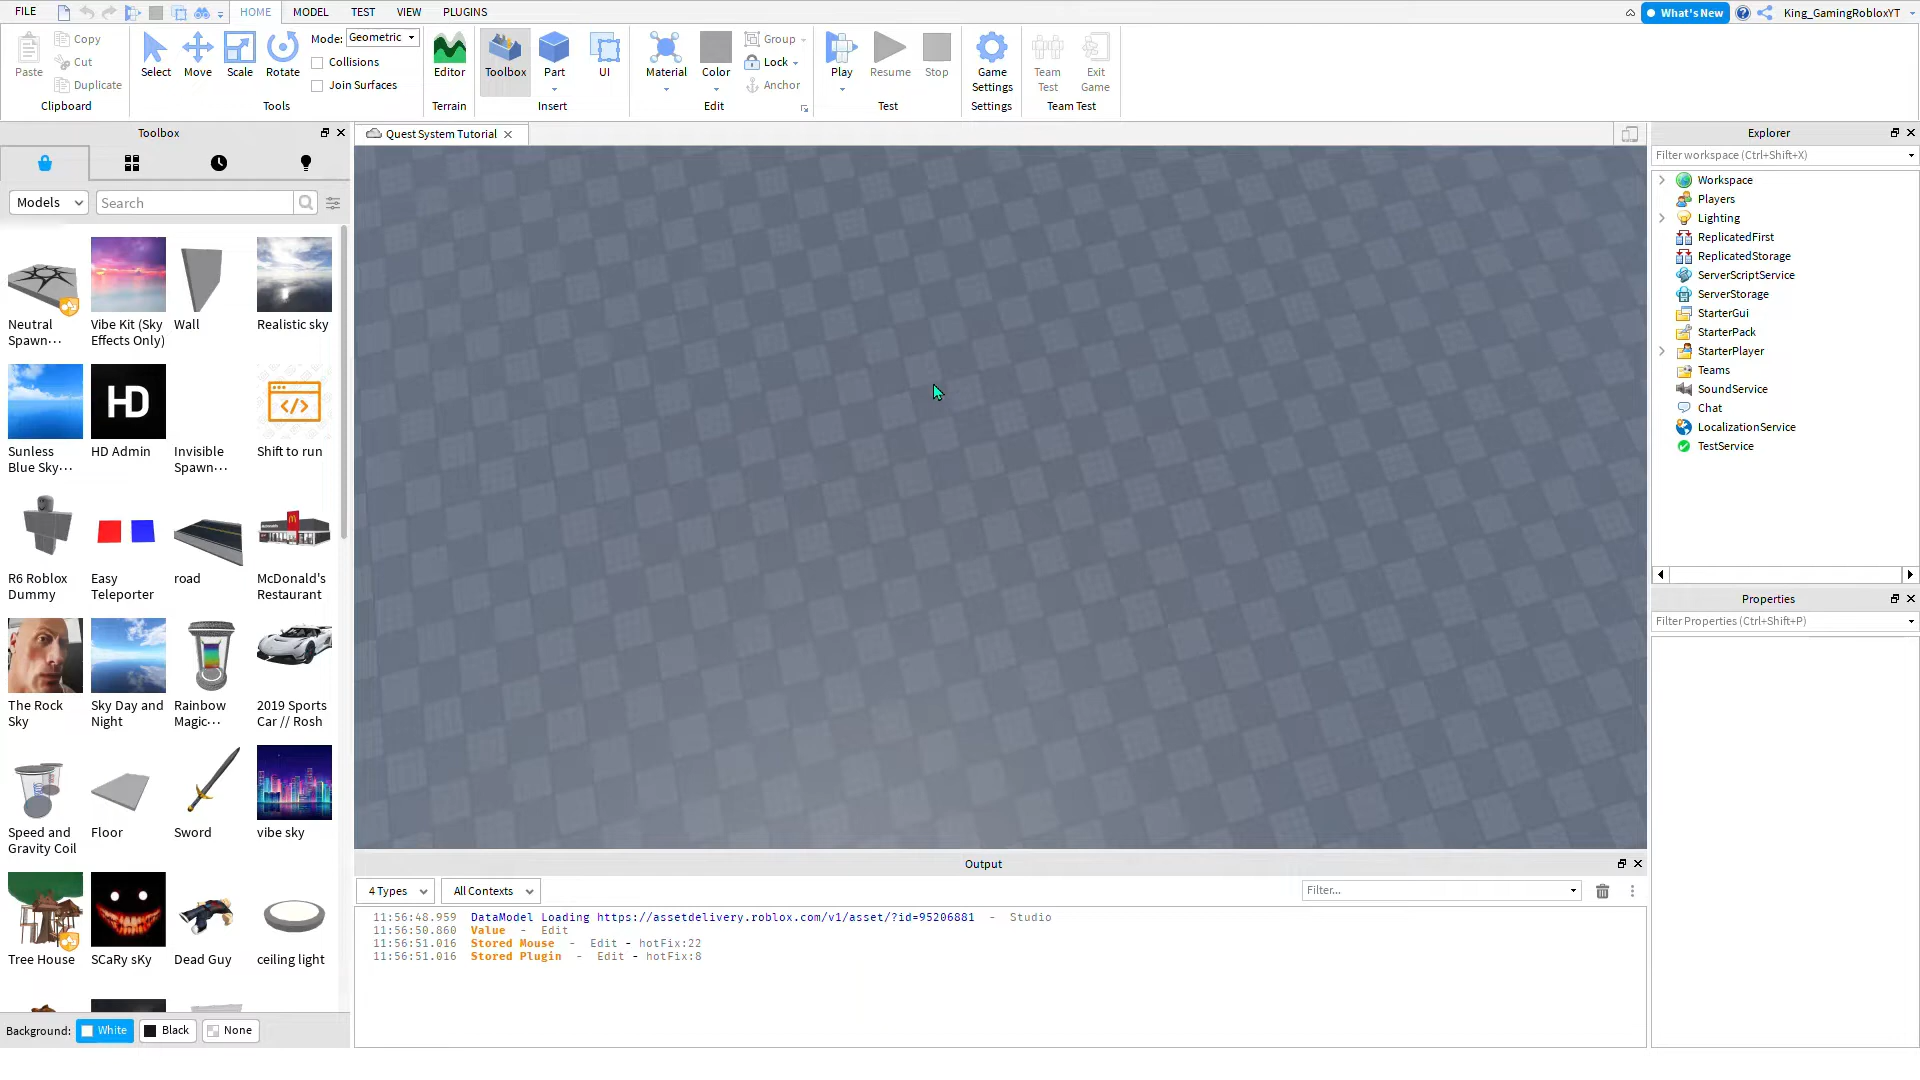 FILE HOME MODEL TEST VIEW PLUGINS What's New King_GamingRobloxYT
Paste
Copy
Cut
Duplicate
Clipboard
Select
Move
Scale
Rotate
Mode: Geometric
Collisions
Join Surfaces
Tools
Editor
Terrain
Toolbox
Part
UI
Insert
Material
Color
Group
Lock
Anchor
Edit
Play
Resume
Stop
Test
Game
Settings
Settings
Team
Test
Exit
Game
Team Test
Toolbox
Models
Search
Neutral
Spawn...
Vibe Kit (Sky
Effects Only)
Wall
Realistic sky
HD
Sunless
Blue Sky...
HD Admin
Invisible
Spawn...
Shift to run
R6 Roblox
Dummy
Easy
Teleporter
road
McDonald's
Restaurant
The Rock
Sky
Sky Day and
Night
Rainbow
Magic...
2019 Sports
Car // Rosh
Speed and
Gravity Coil
Floor
Sword
vibe sky
Tree House
SCaRy sKy
Dead Guy
ceiling light
Background: White Black None
Quest System Tutorial
Output
4 Types
All Contexts
Filter...
11:56:48.959 DataModel Loading https://assetdelivery.roblox.com/v1/asset/?id=95206881 - Studio
11:56:50.860 Value - Edit
11:56:51.016 Stored Mouse - Edit - hotFix:22
11:56:51.016 Stored Plugin - Edit - hotFix:8
Explorer
Filter workspace (Ctrl+Shift+X)
Workspace
Players
Lighting
ReplicatedFirst
ReplicatedStorage
ServerScriptService
ServerStorage
StarterGui
StarterPack
StarterPlayer
Teams
SoundService
Chat
LocalizationService
TestService
Properties
Filter Properties (Ctrl+Shift+P)